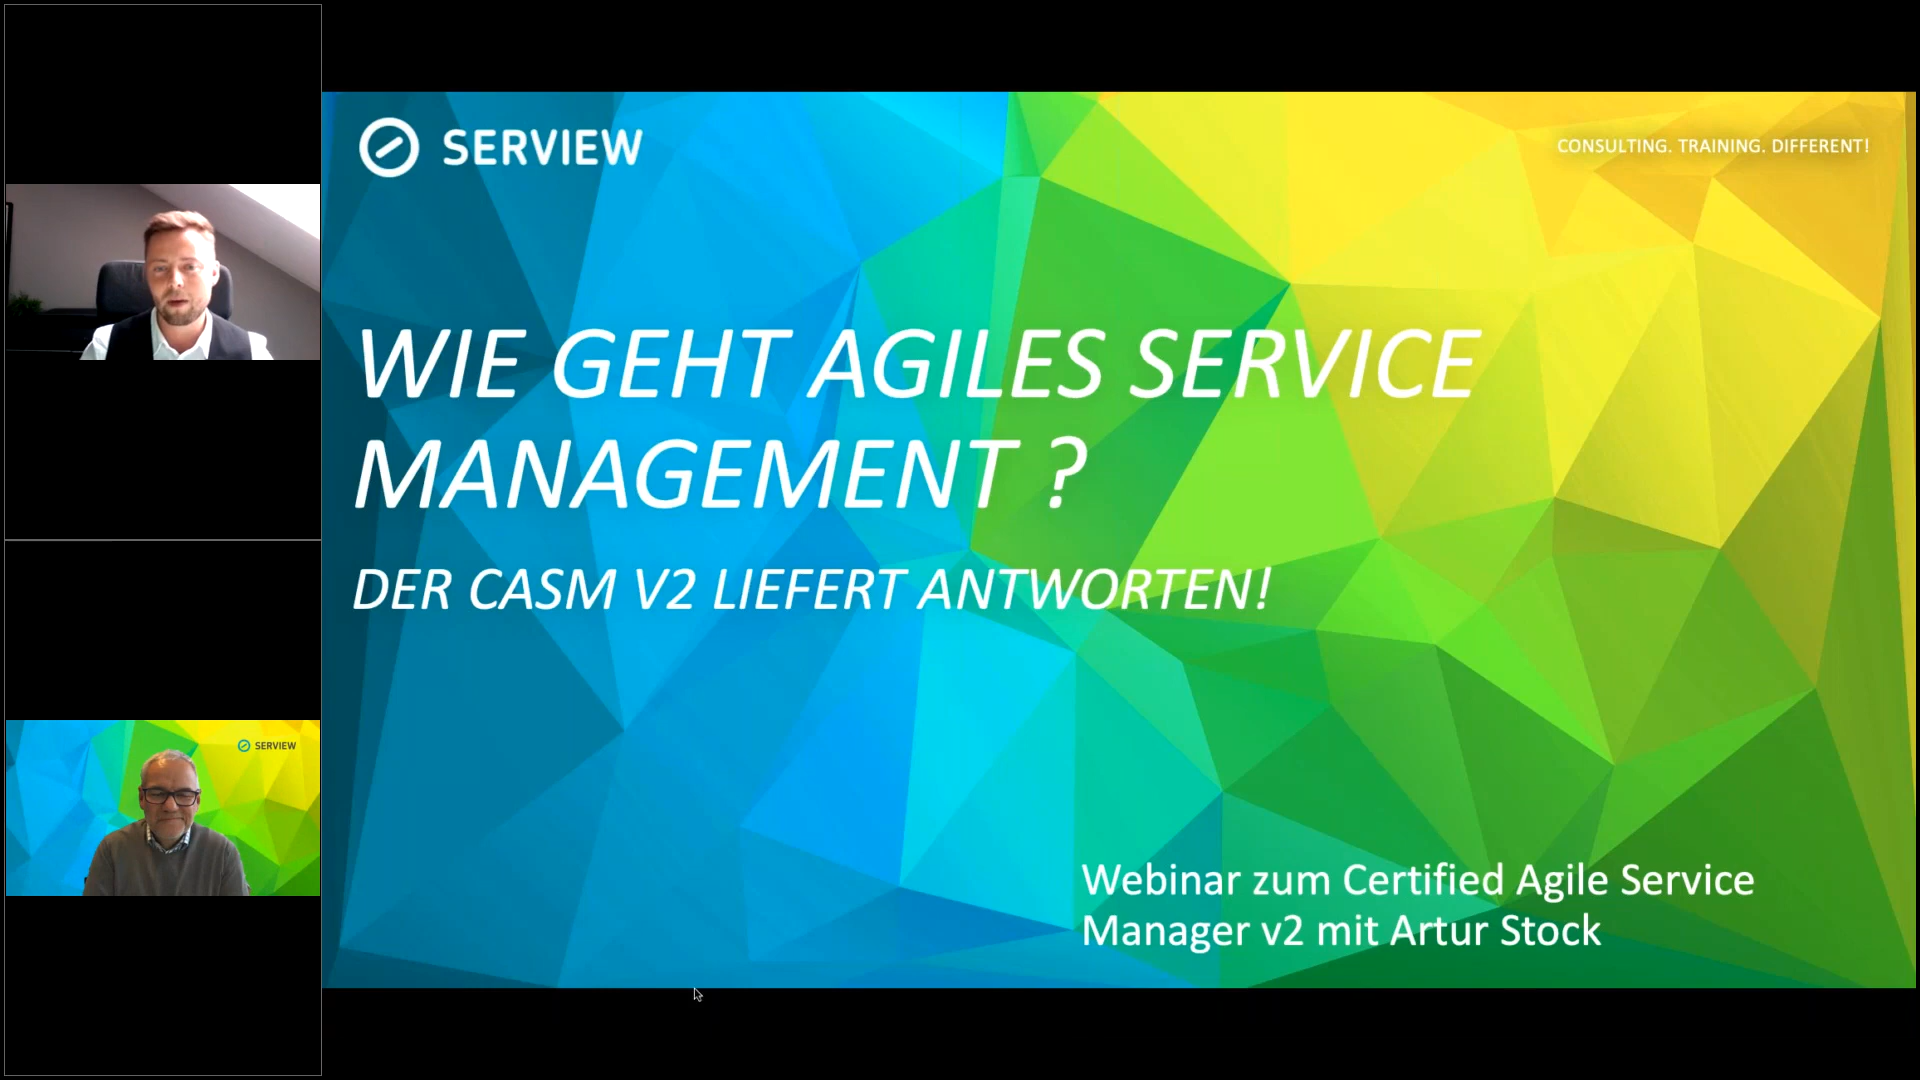 SERVIEW
CONSULTING. TRAINING. DIFFERENT!
WIE GEHT AGILES SERVICE
MANAGEMENT ?
DER CASM V2 LIEFERT ANTWORTEN!
Webinar zum Certified Agile Service
Manager v2 mit Artur Stock
SERVIEW